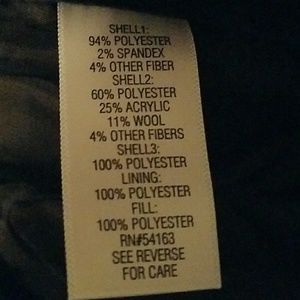 SHELL1:
94% POLYESTER
2% SPANDEX
4% OTHER FIBER
SHELL2:
60% POLYESTER
25% ACRYLIC
11% WOOL
4% OTHER FIBERS
SHELL3:
100% POLYESTER
LINING:
100% POLYESTER
FILL:
100% POLYESTER
RN#54163
SEE REVERSE
FOR CARE